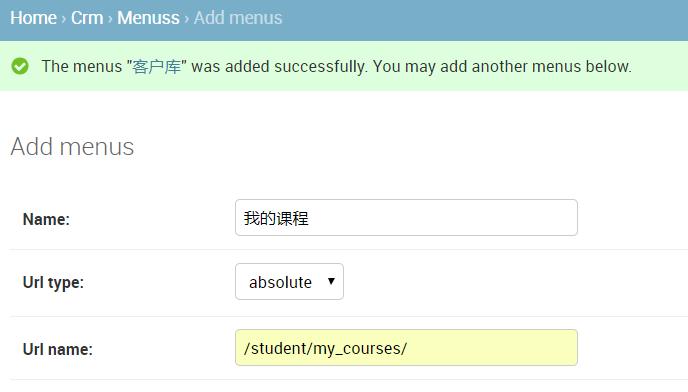 Home › Crm › Menuss › Add menus
The menus "客户库" was added successfully. You may add another menus below.
Add menus
Name: 我的课程
Url type: absolute
Url name: /student/my_courses/